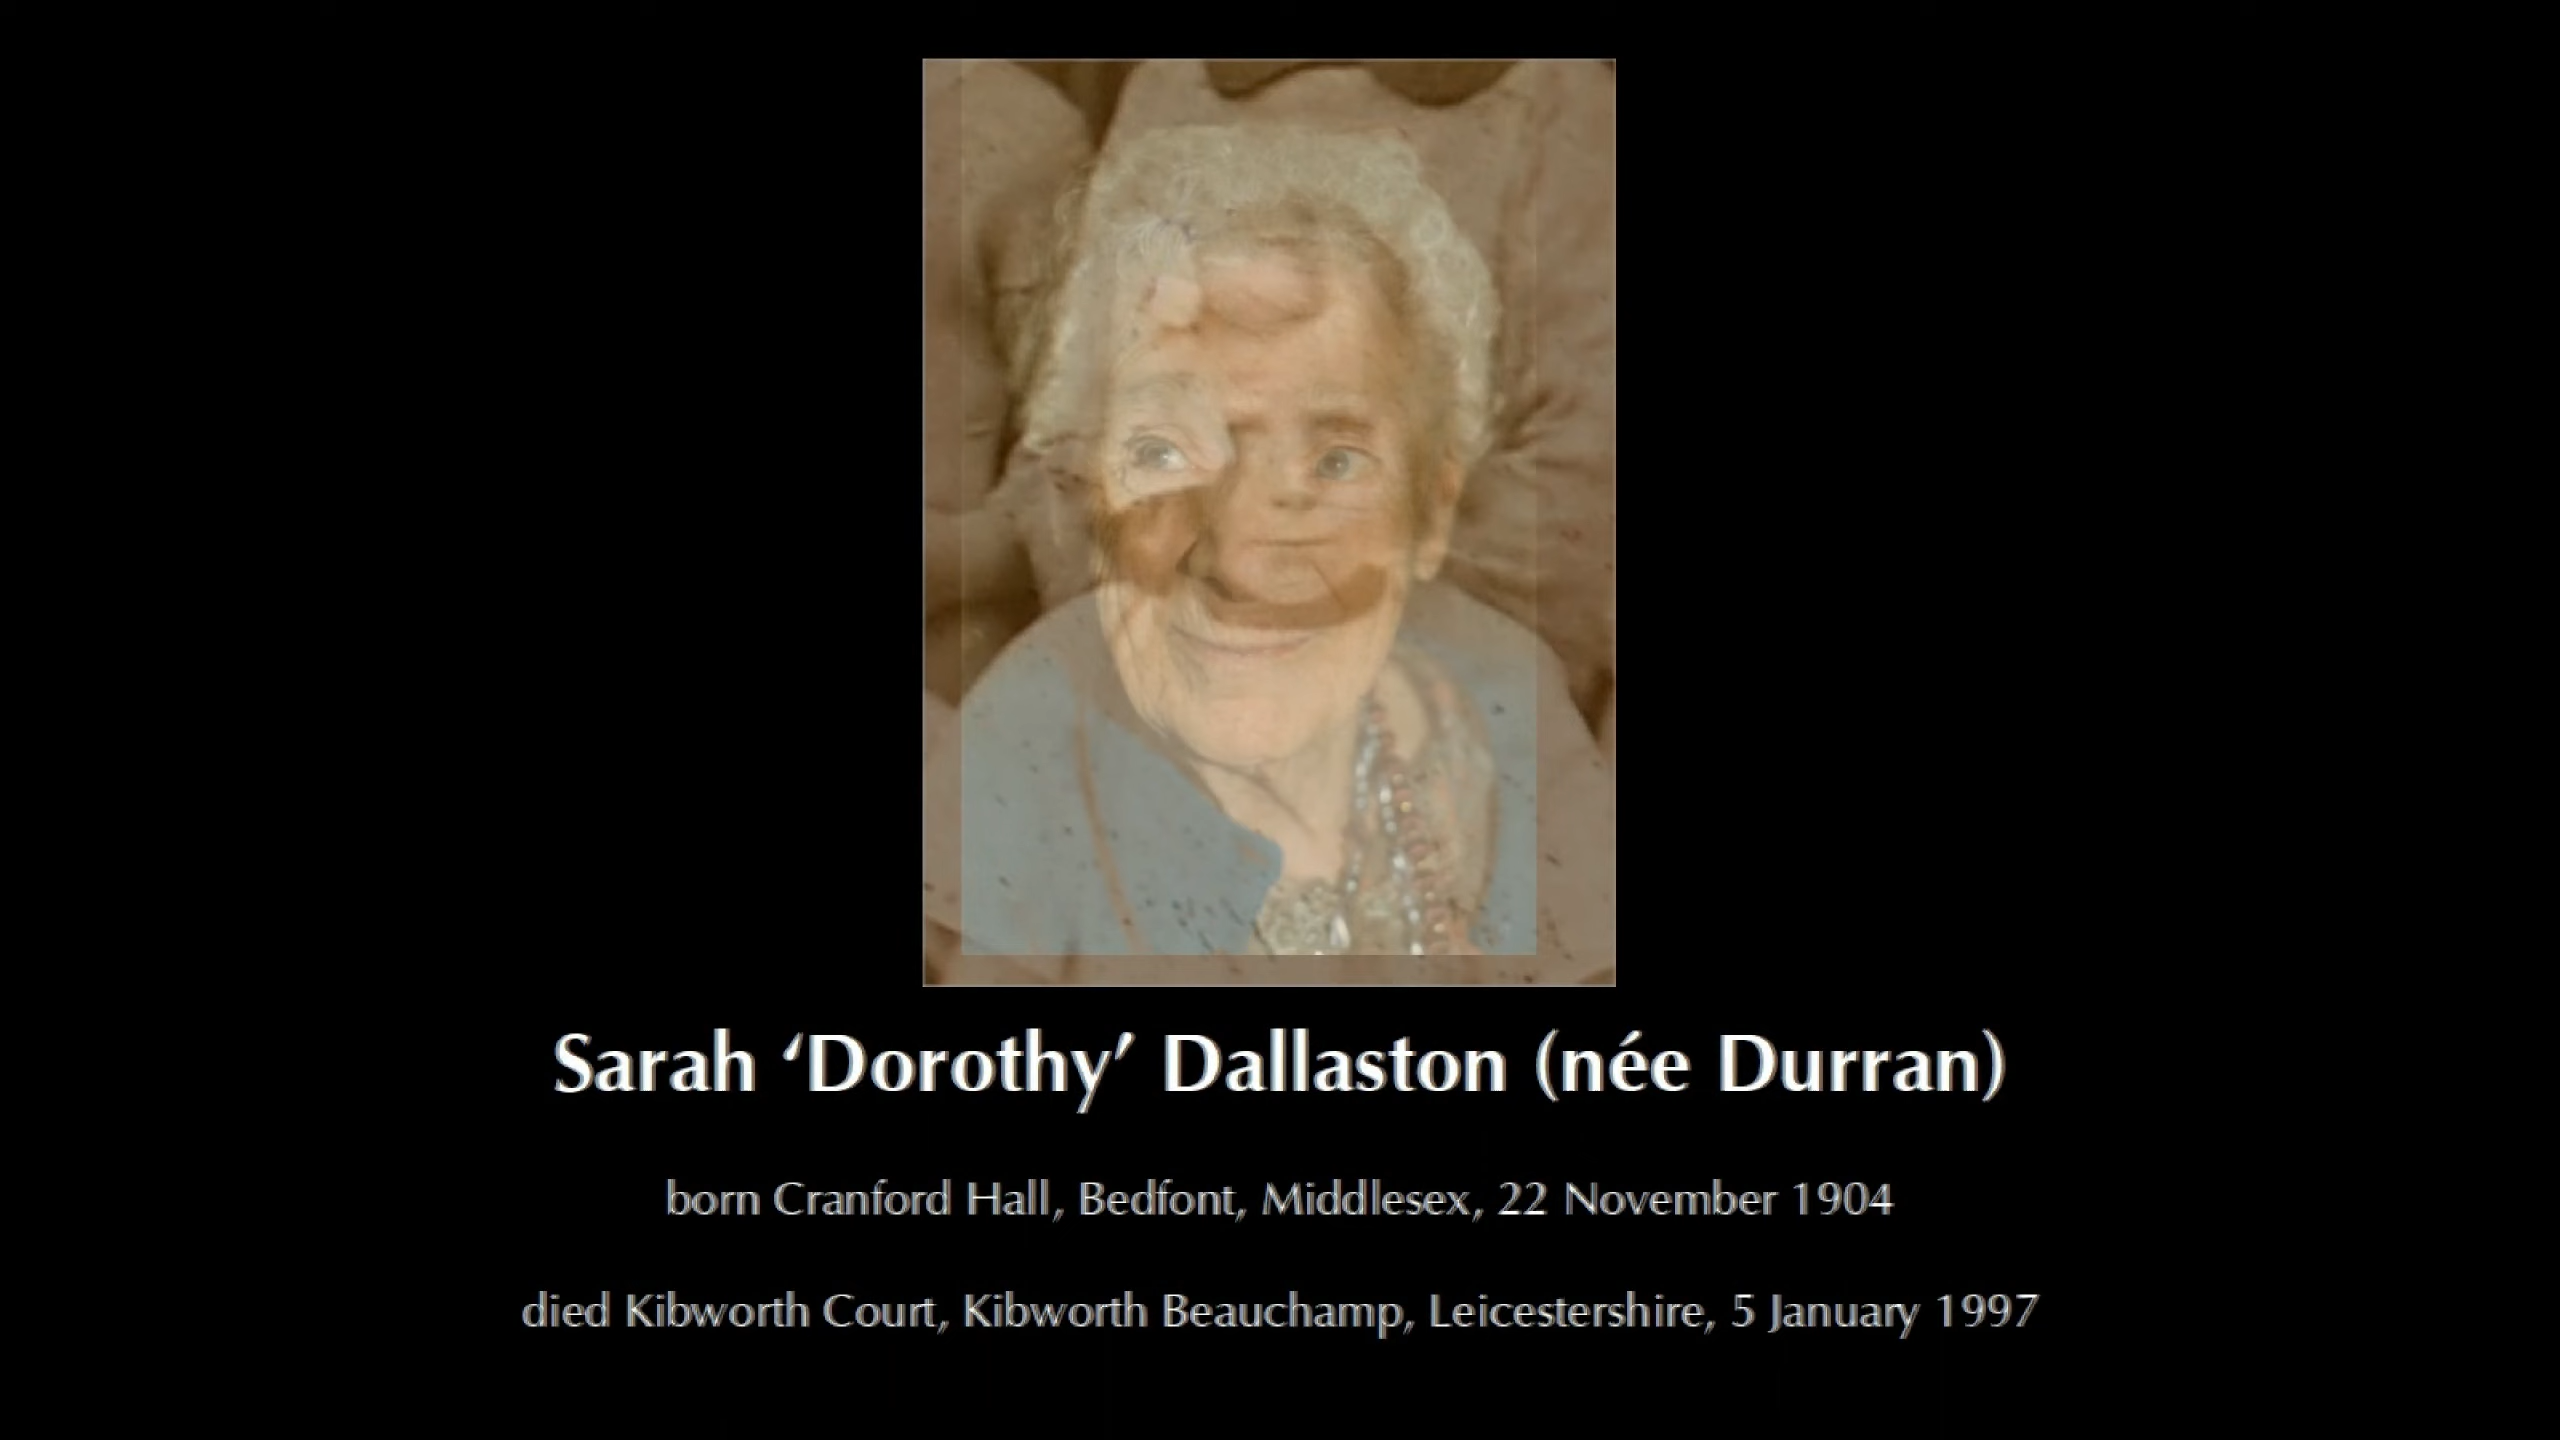 Sarah ‘Dorothy’ Dallaston (née Durran)
born Cranford Hall, Bedfont, Middlesex, 22 November 1904
died Kibworth Court, Kibworth Beauchamp, Leicestershire, 5 January 1997